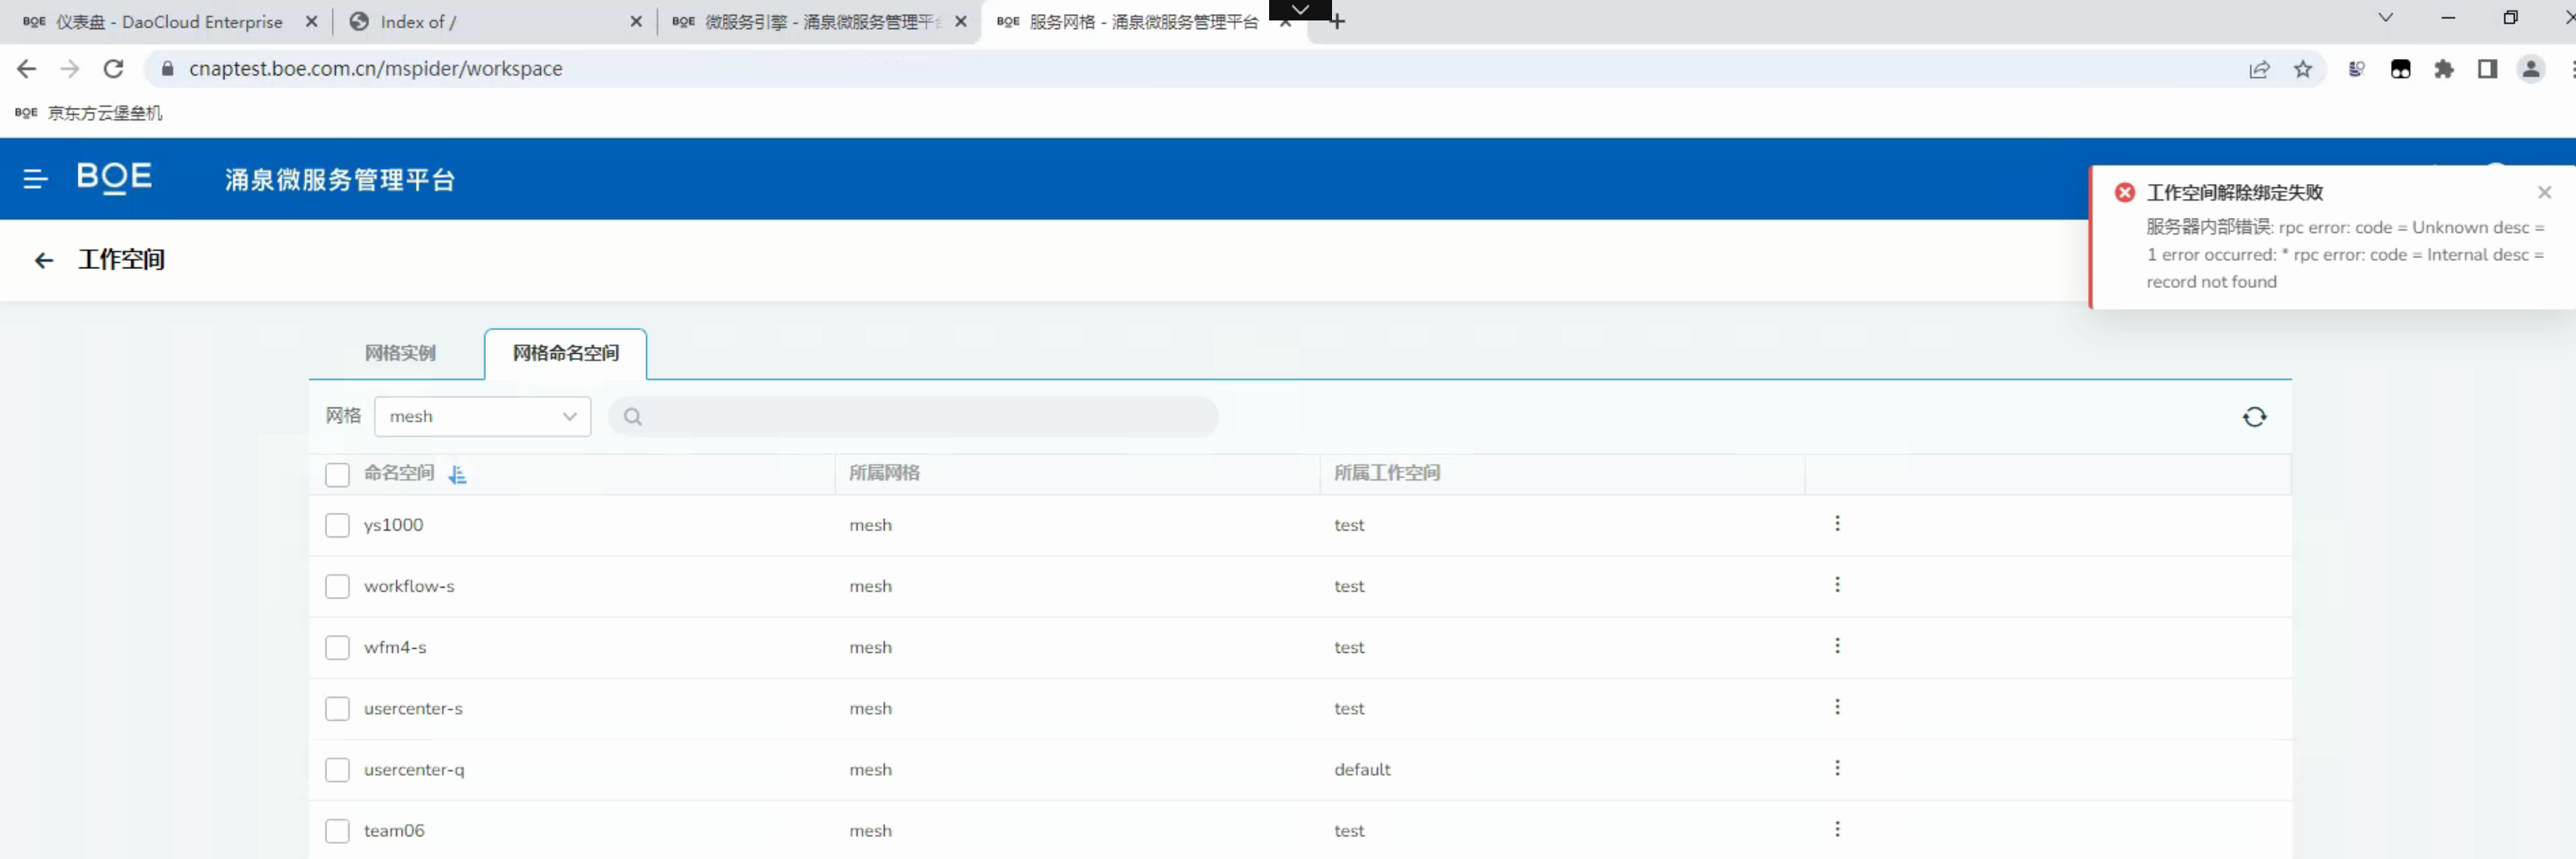 BOE 仪表盘 - DaoCloud Enterprise
Index of /
BOE 微服务引擎 - 涌泉微服务管理平
BOE 服务网格 - 涌泉微服务管理平台
cnaptest.boe.com.cn/mspider/workspace
BOE 京东方云堡垒机
BOE 涌泉微服务管理平台
工作空间解除绑定失败
服务器内部错误: rpc error: code = Unknown desc =
1 error occurred: * rpc error: code = Internal desc =
record not found
工作空间
网格实例 网格命名空间
网格 mesh
命名空间 所属网格 所属工作空间
ys1000 mesh test
workflow-s mesh test
wfm4-s mesh test
usercenter-s mesh test
usercenter-q mesh default
team06 mesh test